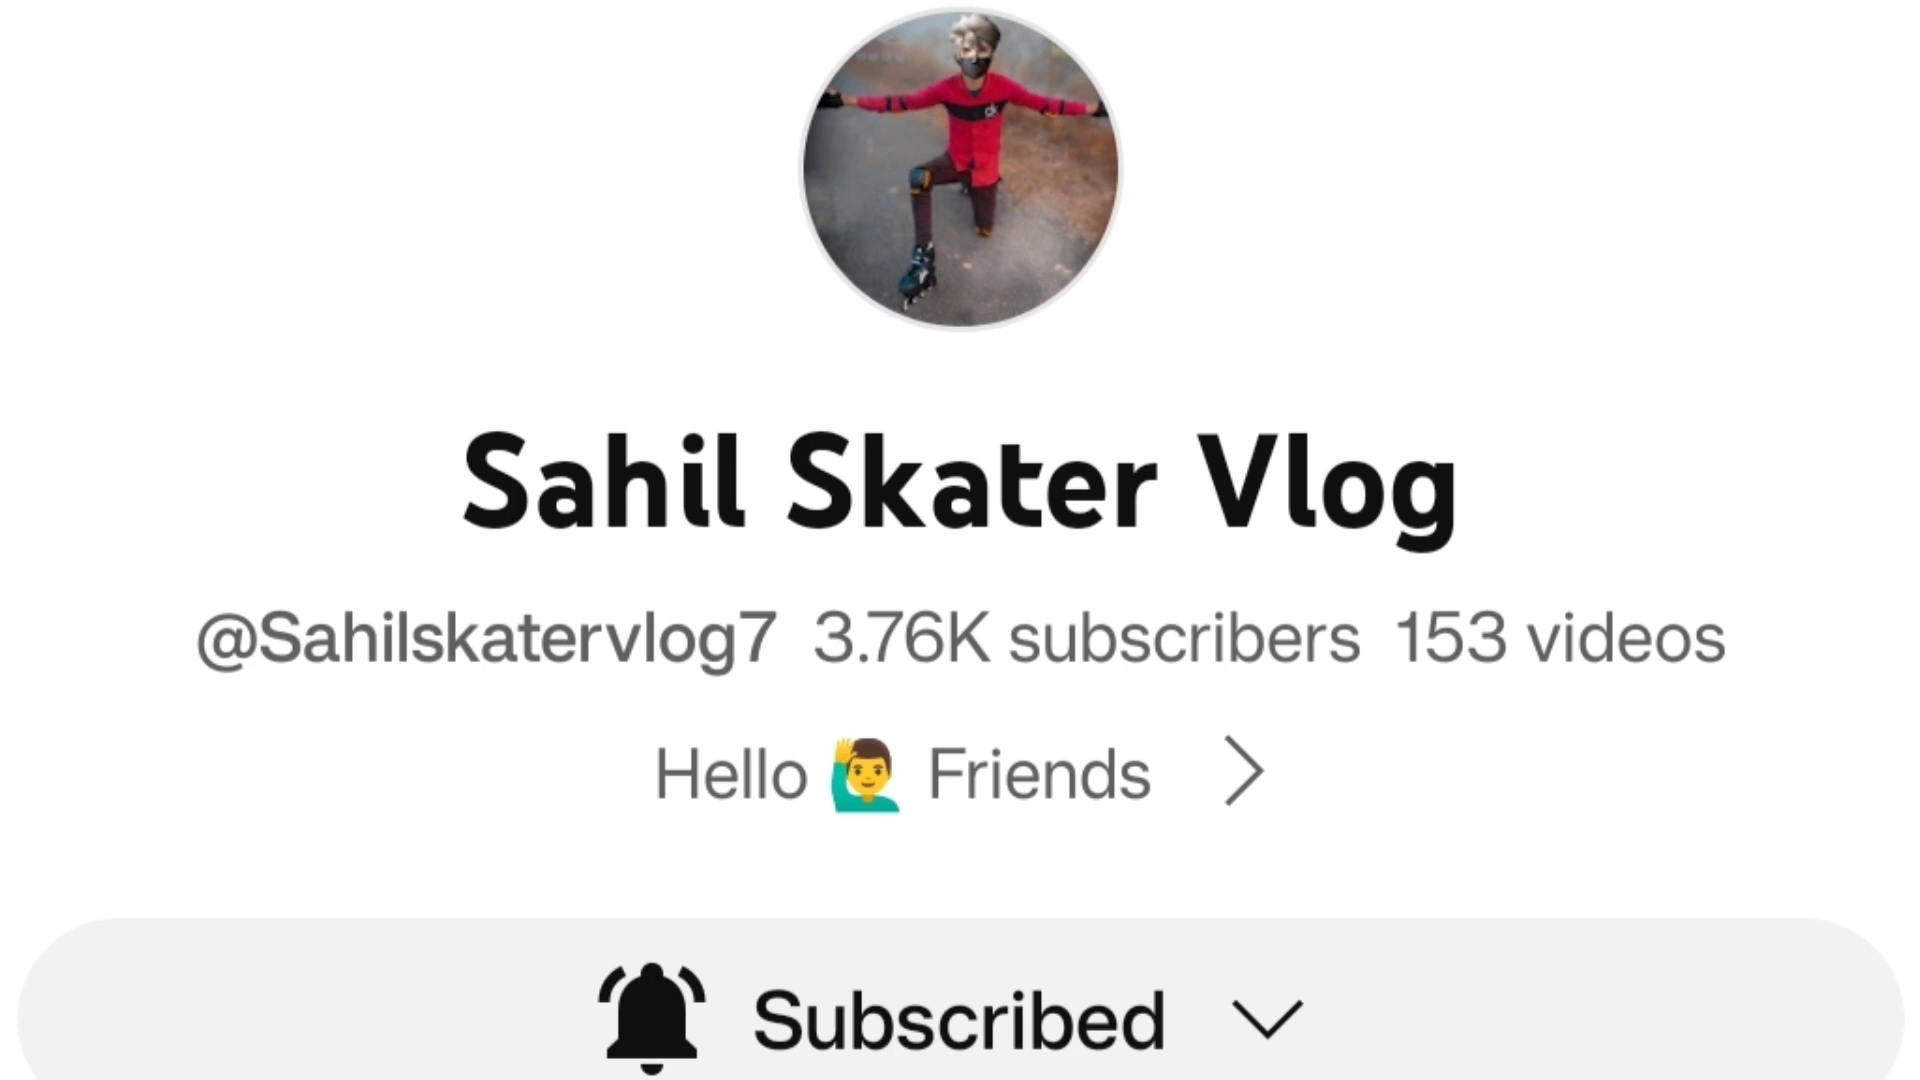 Sahil Skater Vlog
@Sahilskatervlog7 3.76K subscribers 153 videos
Hello 🙋‍♂️ Friends
Subscribed